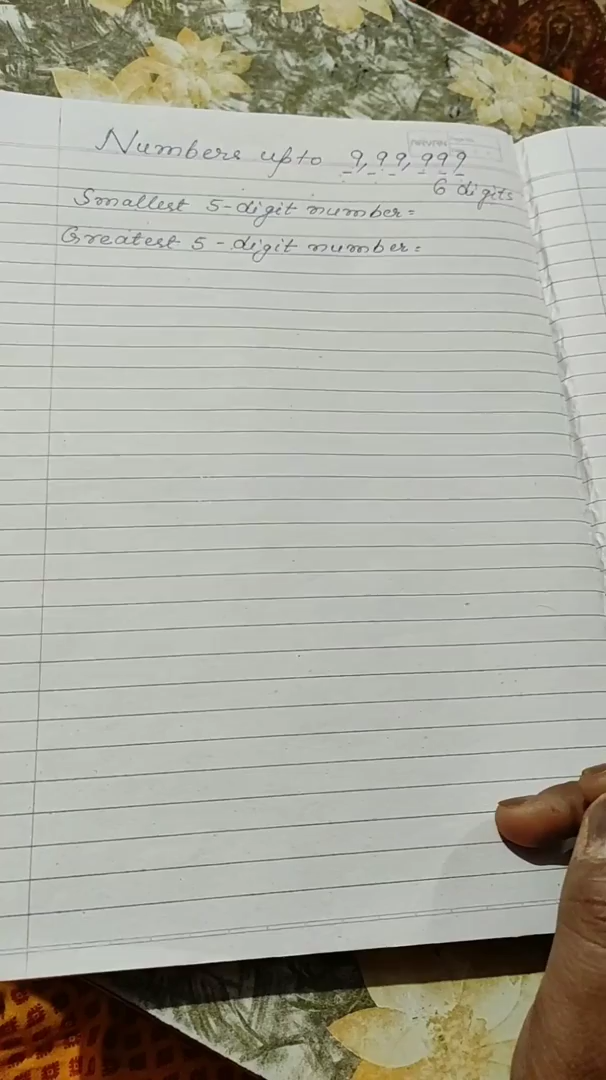 Numbers upto 9,99,999
6 digits
Smallest 5-digit number=
Greatest 5-digit number=